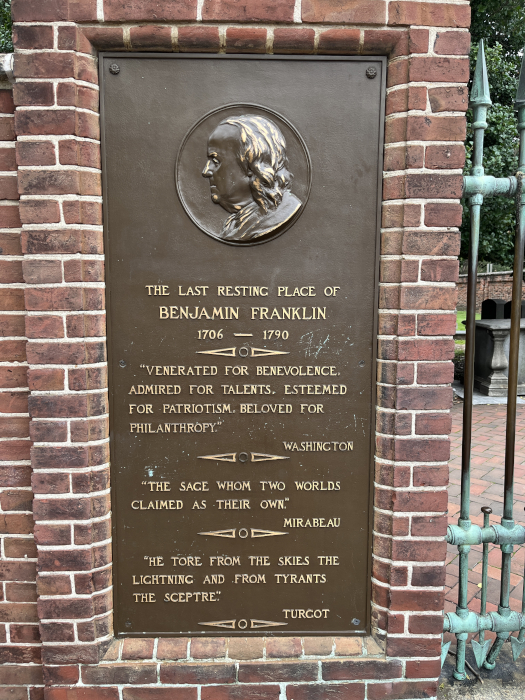 THE LAST RESTING PLACE OF
BENJAMIN FRANKLIN
1706 — 1790
"VENERATED FOR BENEVOLENCE,
ADMIRED FOR TALENTS, ESTEEMED
FOR PATRIOTISM, BELOVED FOR
PHILANTHROPY."
WASHINGTON
"THE SAGE WHOM TWO WORLDS
CLAIMED AS THEIR OWN."
MIRABEAU
"HE TORE FROM THE SKIES THE
LIGHTNING AND FROM TYRANTS
THE SCEPTRE"
TURGOT